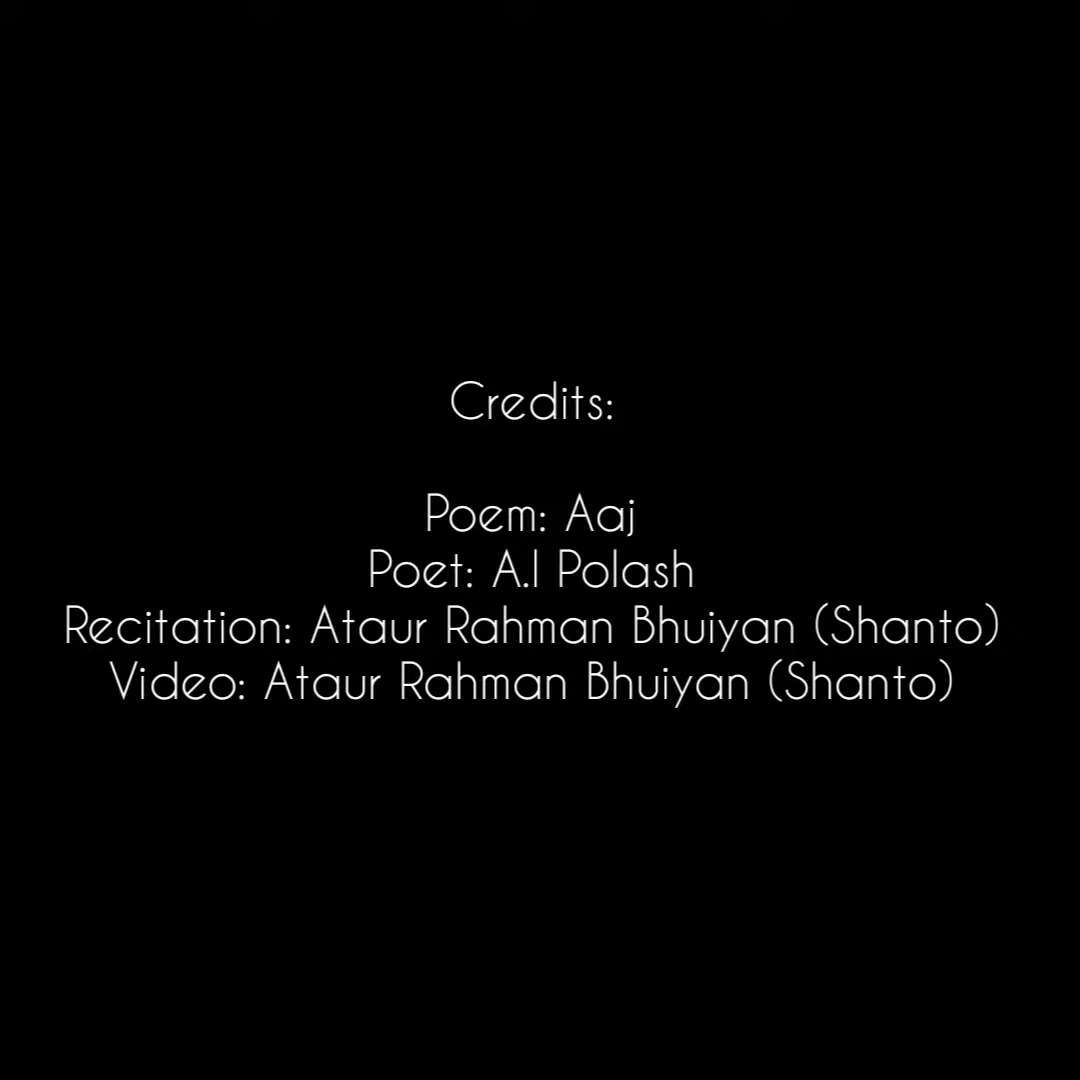 Credits:
Poem: Aaj
Poet: A.I Polash
Recitation: Ataur Rahman Bhuiyan (Shanto)
Video: Ataur Rahman Bhuiyan (Shanto)